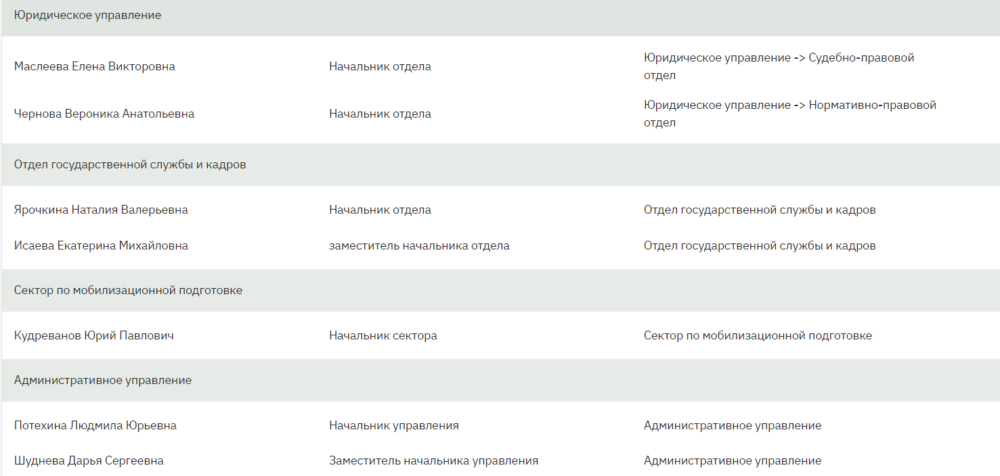 Юридическое управление
Маслеева Елена Викторовна
Начальник отдела
Юридическое управление -> Судебно-правовой
отдел
Чернова Вероника Анатольевна
Начальник отдела
Юридическое управление -> Нормативно-правовой
отдел
Отдел государственной службы и кадров
Ярочкина Наталия Валерьевна
Начальник отдела
Отдел государственной службы и кадров
Исаева Екатерина Михайловна
заместитель начальника отдела
Отдел государственной службы и кадров
Сектор по мобилизационной подготовке
Кудреванов Юрий Павлович
Начальник сектора
Сектор по мобилизационной подготовке
Административное управление
Потехина Людмила Юрьевна
Начальник управления
Административное управление
Шуднева Дарья Сергеевна
Заместитель начальника управления
Административное управление